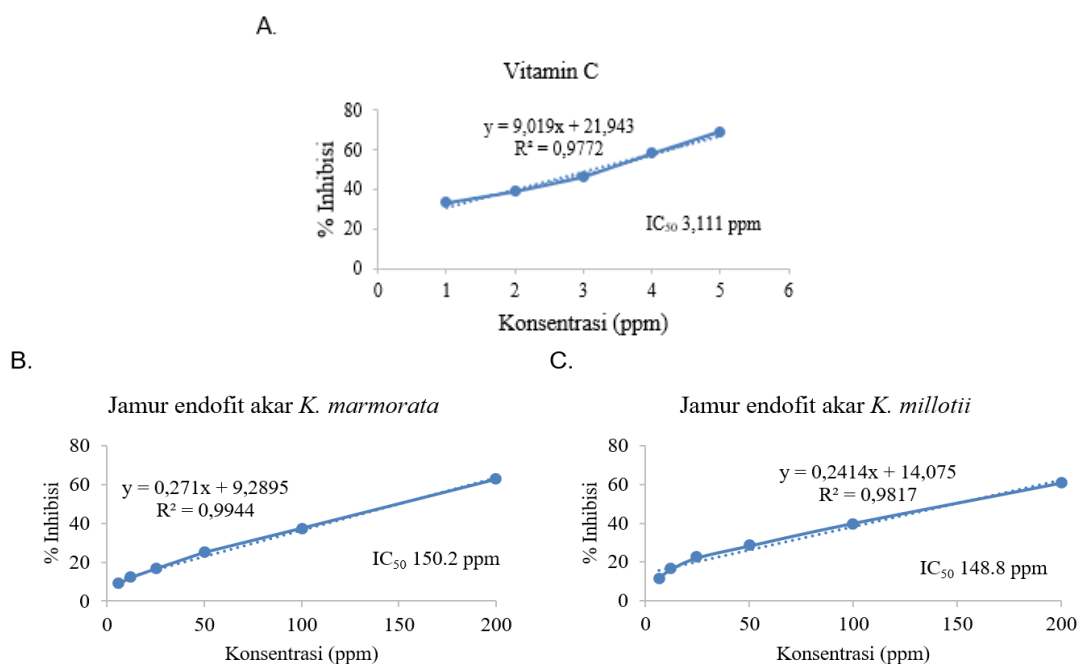 A.
Vitamin C
80
60
40
20
0
% Inhibisi
y = 9,019x + 21,943
R² = 0,9772
IC₅₀ 3,111 ppm
0 1 2 3 4 5 6
Konsentrasi (ppm)
B.
Jamur endofit akar K. marmorata
80
60
40
20
0
% Inhibisi
y = 0,271x + 9,2895
R² = 0,9944
IC₅₀ 150.2 ppm
0 50 100 150 200
Konsentrasi (ppm)
C.
Jamur endofit akar K. millotii
80
60
40
20
0
% Inhibisi
y = 0,2414x + 14,075
R² = 0,9817
IC₅₀ 148.8 ppm
0 50 100 150 200
Konsentrasi (ppm)